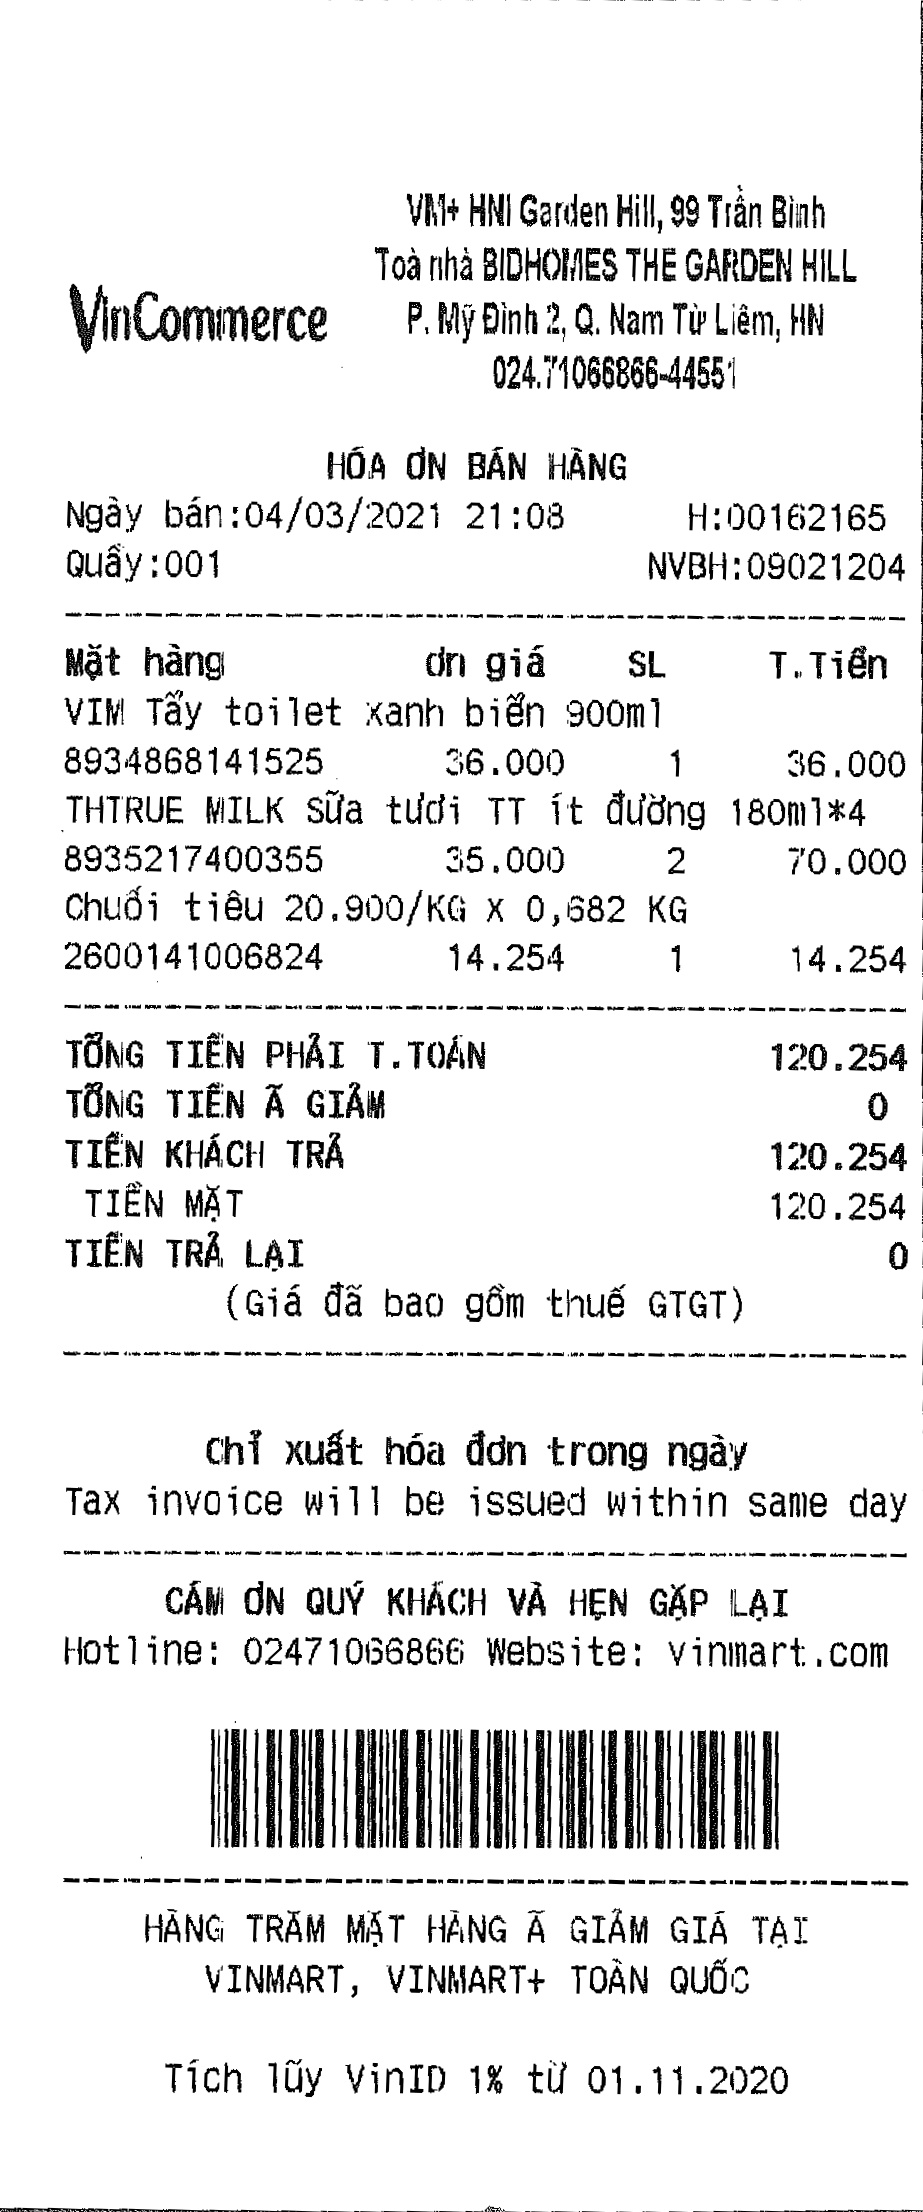 VinCommerce
VM+ HNI Garden Hill, 99 Trần Bình
Toà nhà BIDHOMES THE GARDEN HILL
P. Mỹ Đình 2, Q. Nam Từ Liêm, HN
024.71066866-44551
HÓA ƠN BÁN HÀNG
Ngày bán:04/03/2021 21:08 H:00162165
Quầy:001 NVBH:09021204
Mặt hàng ơn giá SL T.Tiền
VIM Tẩy toilet xanh biển 900ml
8934868141525 36.000 1 36.000
THTRUE MILK Sữa tươi TT ít đường 180ml*4
8935217400355 35.000 2 70.000
Chuối tiêu 20.900/KG X 0,682 KG
2600141006824 14.254 1 14.254
TỔNG TIỀN PHẢI T.TOÁN 120.254
TỔNG TIỀN Ã GIẢM 0
TIỀN KHÁCH TRẢ 120.254
TIỀN MẶT 120.254
TIỀN TRẢ LẠI 0
(Giá đã bao gồm thuế GTGT)
Chỉ xuất hóa đơn trong ngày
Tax invoice will be issued within same day
CẢM ƠN QUÝ KHÁCH VÀ HẸN GẶP LẠI
Hotline: 02471066866 Website: vinmart.com
HÀNG TRĂM MẶT HÀNG Ã GIẢM GIÁ TẠI
VINMART, VINMART+ TOÀN QUỐC
Tích lũy VinID 1% từ 01.11.2020